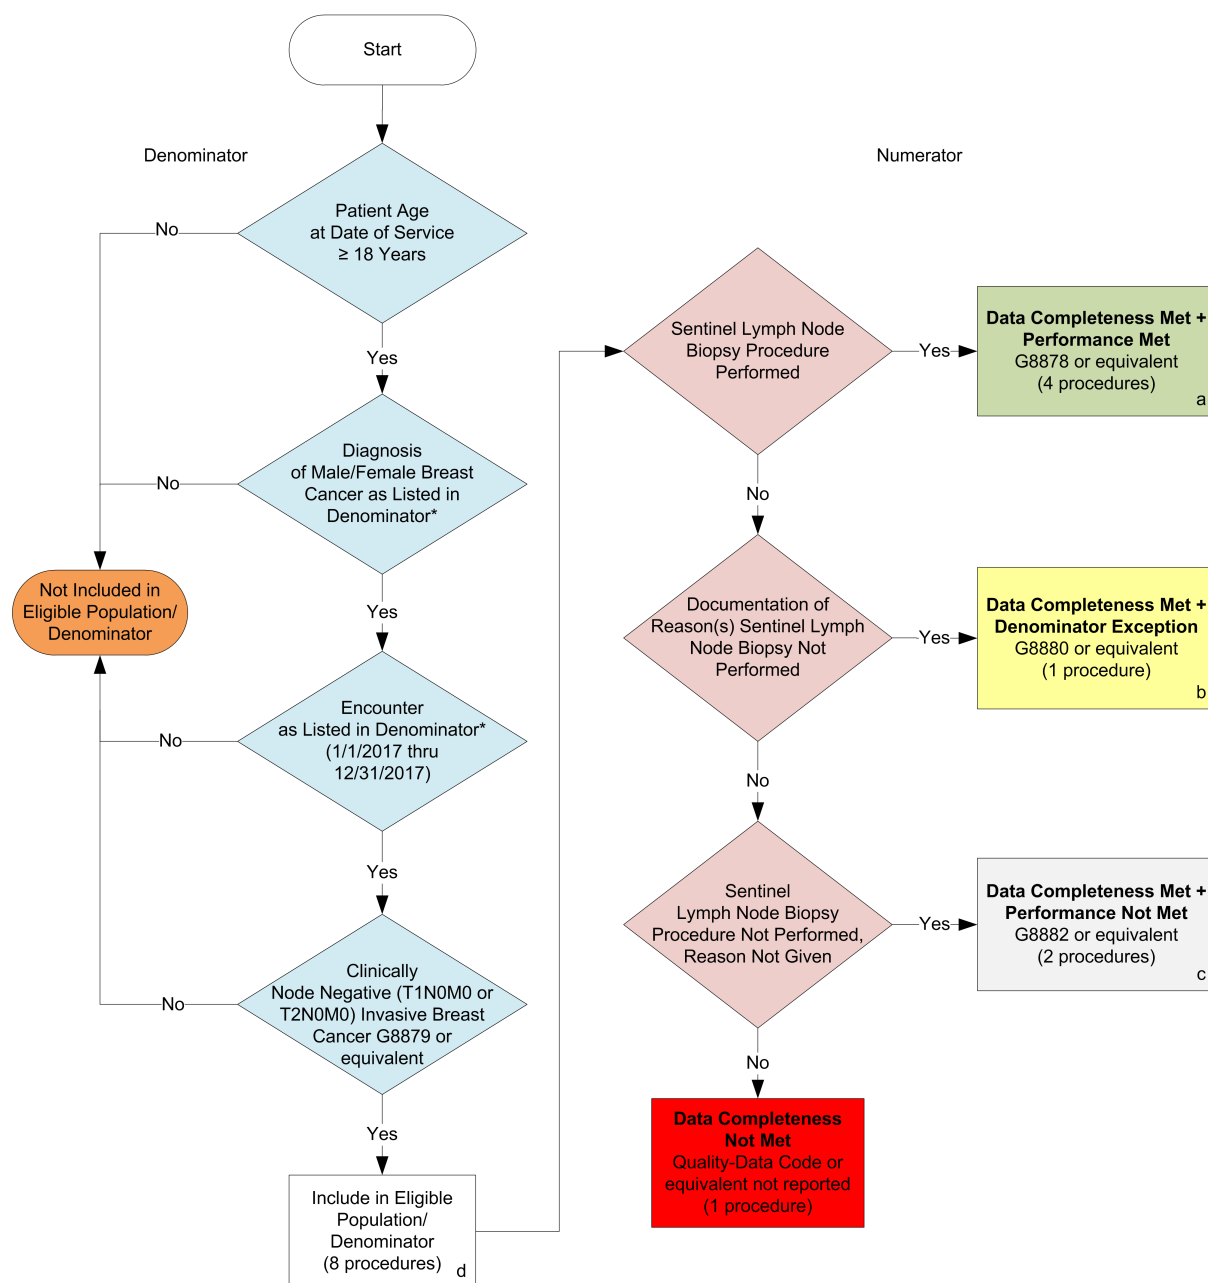 Start
Denominator
Patient Age
at Date of Service
≥ 18 Years
No
Yes
Diagnosis
of Male/Female Breast
Cancer as Listed in
Denominator*
No
Not Included in
Eligible Population/
Denominator
Yes
Encounter
as Listed in Denominator*
(1/1/2017 thru
12/31/2017)
No
Yes
Clinically
Node Negative (T1N0M0 or
T2N0M0) Invasive Breast
Cancer G8879 or
equivalent
No
Yes
Include in Eligible
Population/
Denominator
(8 procedures)
d
Numerator
Sentinel Lymph Node
Biopsy Procedure
Performed
Yes
Data Completeness Met +
Performance Met
G8878 or equivalent
(4 procedures)
a
No
Documentation of
Reason(s) Sentinel Lymph
Node Biopsy Not
Performed
Yes
Data Completeness Met +
Denominator Exception
G8880 or equivalent
(1 procedure)
b
No
Sentinel
Lymph Node Biopsy
Procedure Not Performed,
Reason Not Given
Yes
Data Completeness Met +
Performance Not Met
G8882 or equivalent
(2 procedures)
c
No
Data Completeness
Not Met
Quality-Data Code or
equivalent not reported
(1 procedure)